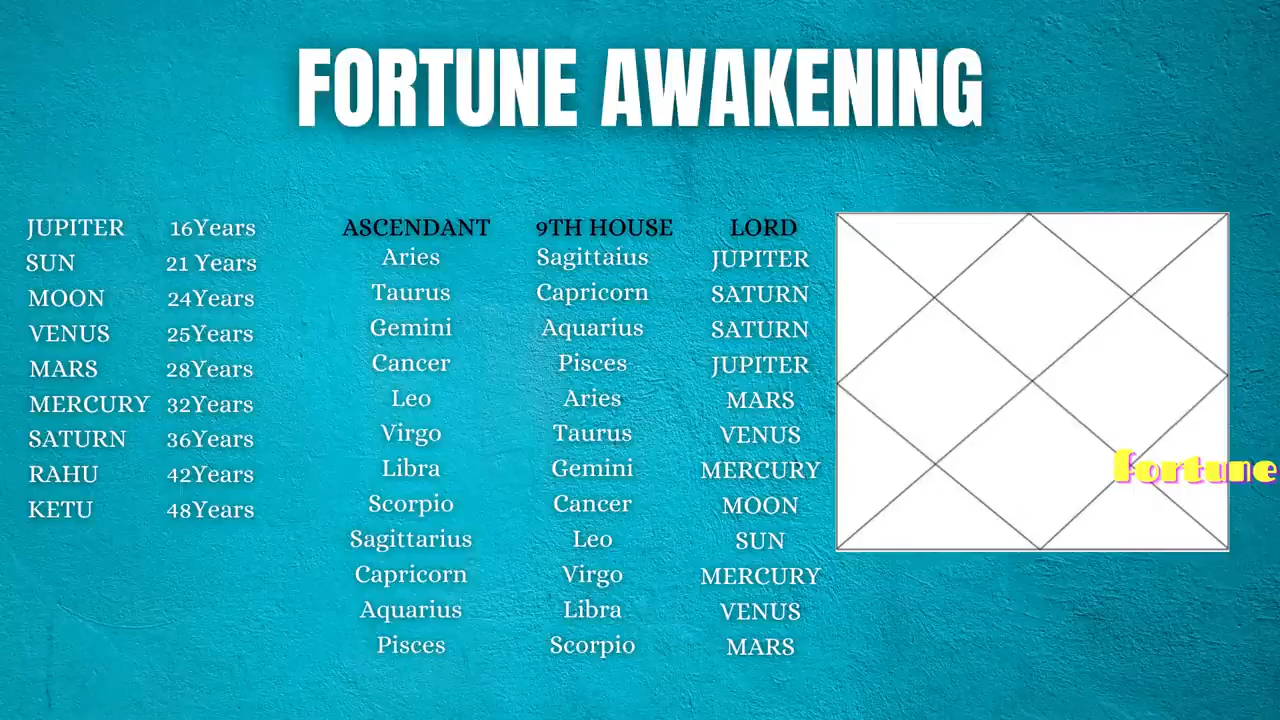 FORTUNE AWAKENING
JUPITER 16Years
SUN 21 Years
MOON 24Years
VENUS 25Years
MARS 28Years
MERCURY 32Years
SATURN 36Years
RAHU 42Years
KETU 48Years
ASCENDANT 9TH HOUSE LORD
Aries Sagittaius JUPITER
Taurus Capricorn SATURN
Gemini Aquarius SATURN
Cancer Pisces JUPITER
Leo Aries MARS
Virgo Taurus VENUS
Libra Gemini MERCURY
Scorpio Cancer MOON
Sagittarius Leo SUN
Capricorn Virgo MERCURY
Aquarius Libra VENUS
Pisces Scorpio MARS
fortune